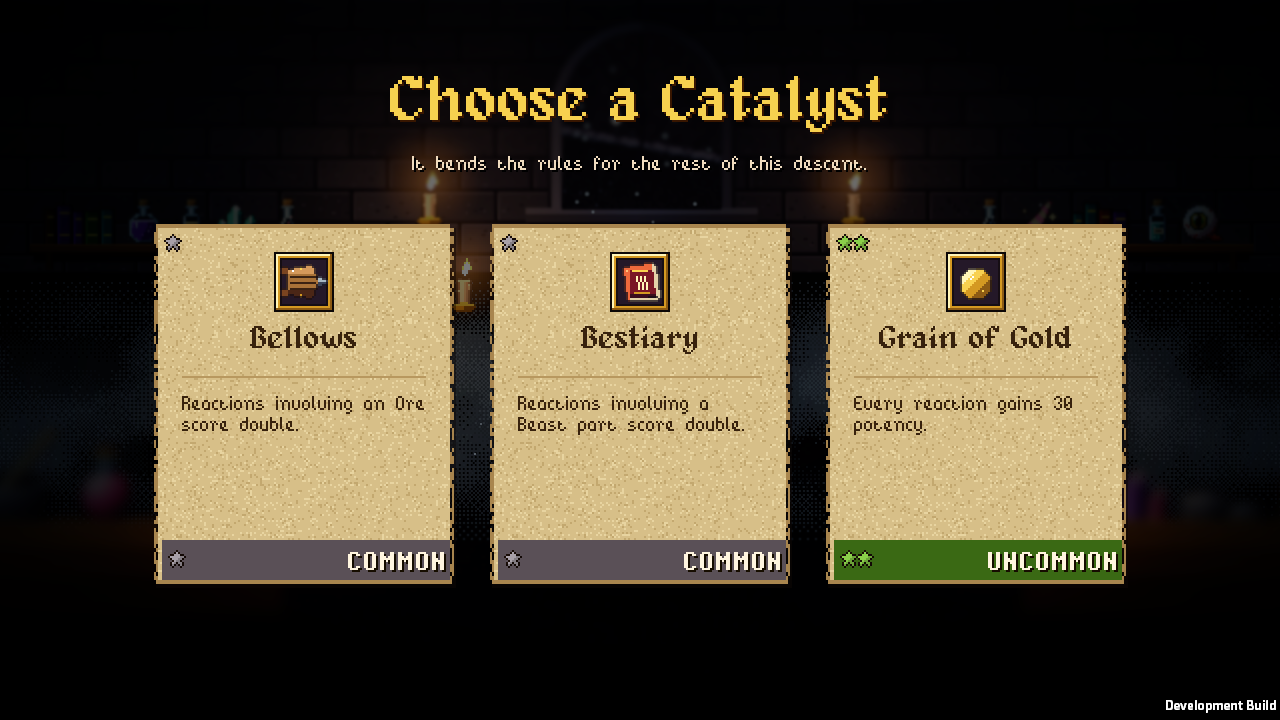 Choose a Catalyst
It bends the rules for the rest of this descent.
Bellows
Reactions involving an Ore
score double.
COMMON
Bestiary
Reactions involving a
Beast part score double.
COMMON
Grain of Gold
Every reaction gains 30
potency.
UNCOMMON
Development Build